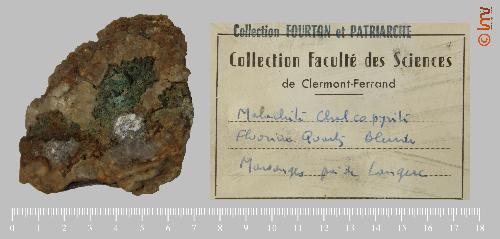 Collection FOURTON et PATRIARCHE
Collection Faculté des Sciences
de Clermont-Ferrand
Malachite Chalcopyrite
Fluorine Quartz Blende
Marsanges près de Langeac
0 1 2 3 4 5 6 7 8 9 10 11 12 13 14 15 16 17 18
© lmv